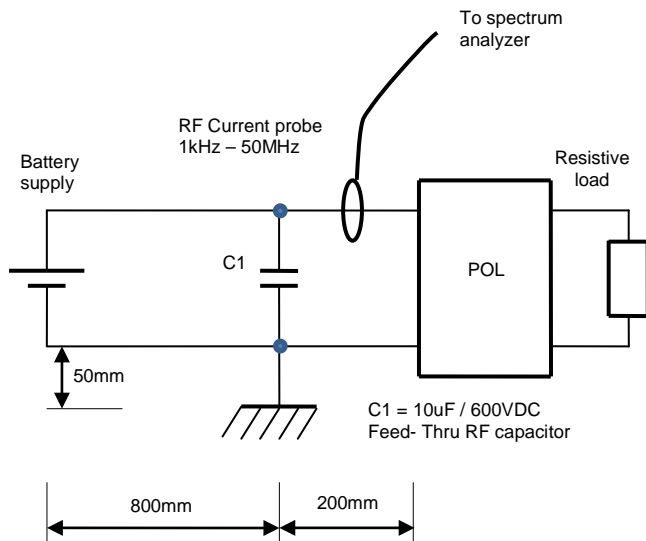 To spectrum
analyzer
RF Current probe
1kHz – 50MHz
Battery
supply
Resistive
load
C1
POL
50mm
C1 = 10uF / 600VDC
Feed- Thru RF capacitor
800mm
200mm